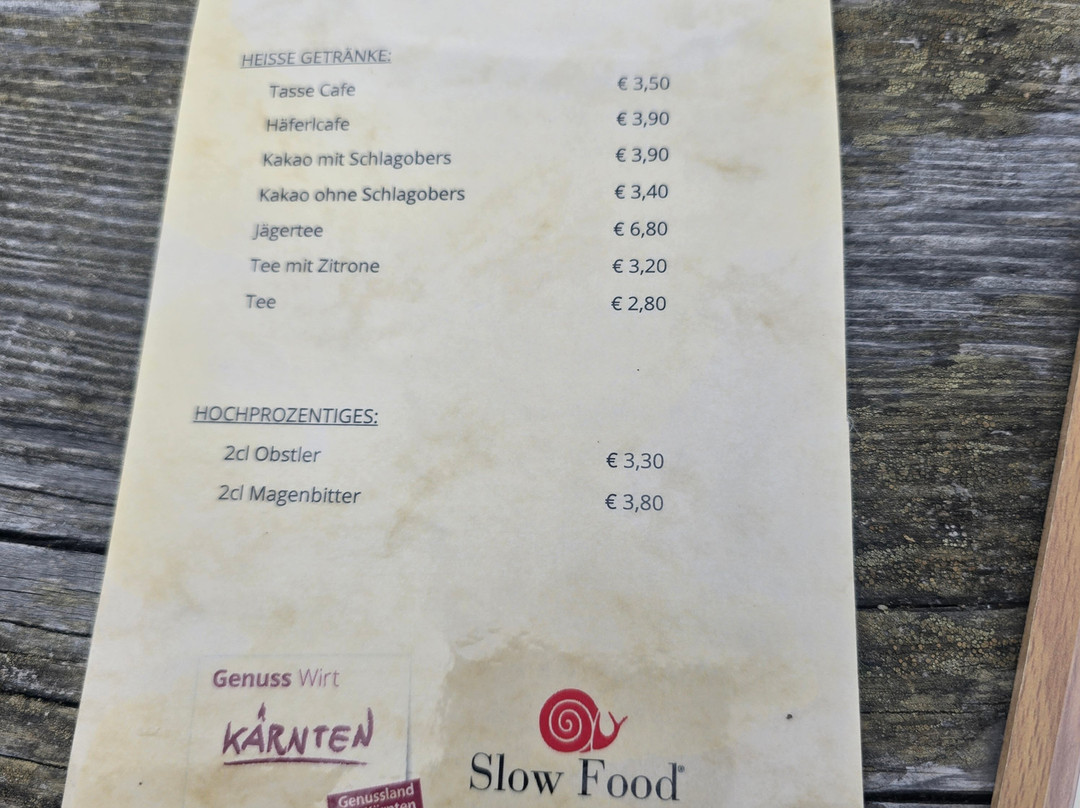 HEISSE GETRÄNKE:
Tasse Cafe € 3,50
Häferlcafe € 3,90
Kakao mit Schlagobers € 3,90
Kakao ohne Schlagobers € 3,40
Jägertee € 6,80
Tee mit Zitrone € 3,20
Tee € 2,80
HOCHPROZENTIGES:
2cl Obstler € 3,30
2cl Magenbitter € 3,80
Genuss Wirt
KÄRNTEN
Slow Food®
Genussland